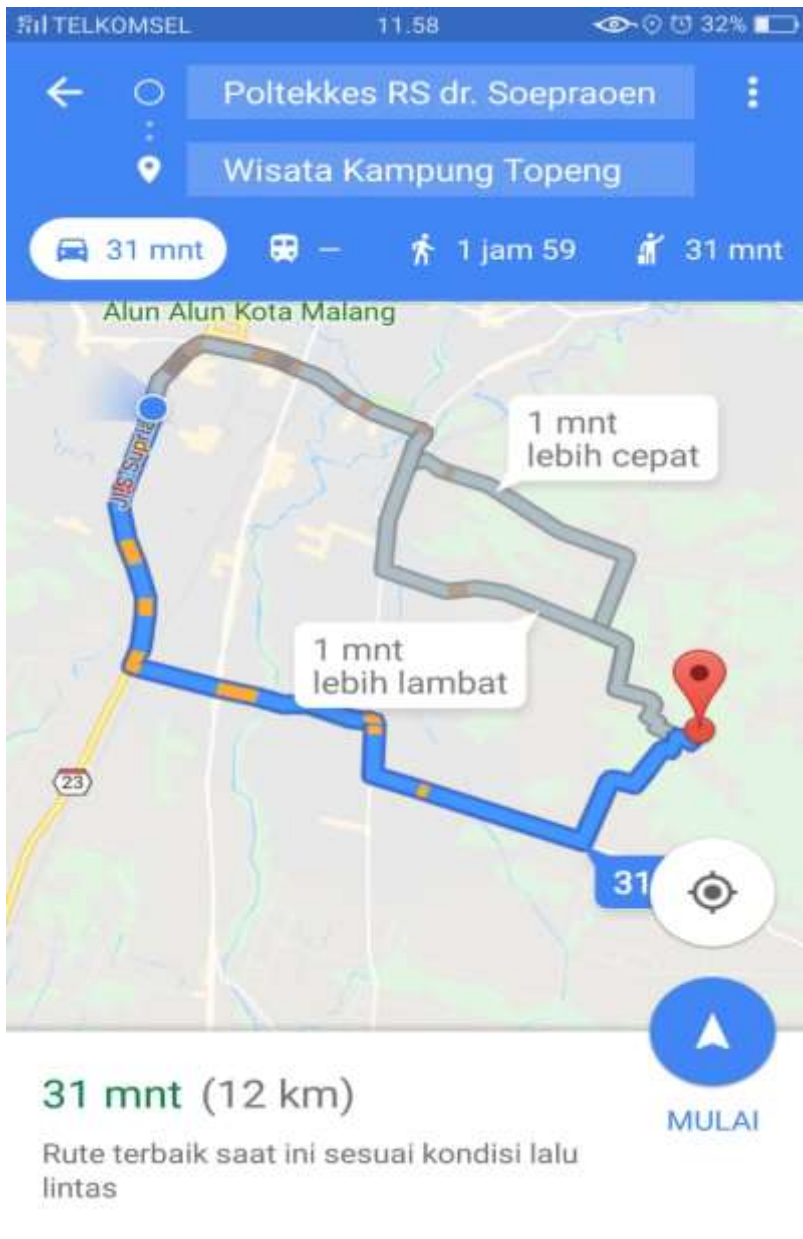 TELKOMSEL 11.58 32%
Poltekkes RS dr. Soepraoen
Wisata Kampung Topeng
31 mnt – 1 jam 59 31 mnt
Alun Alun Kota Malang
1 mnt
lebih cepat
1 mnt
lebih lambat
23
31
31 mnt (12 km)
MULAI
Rute terbaik saat ini sesuai kondisi lalu
lintas